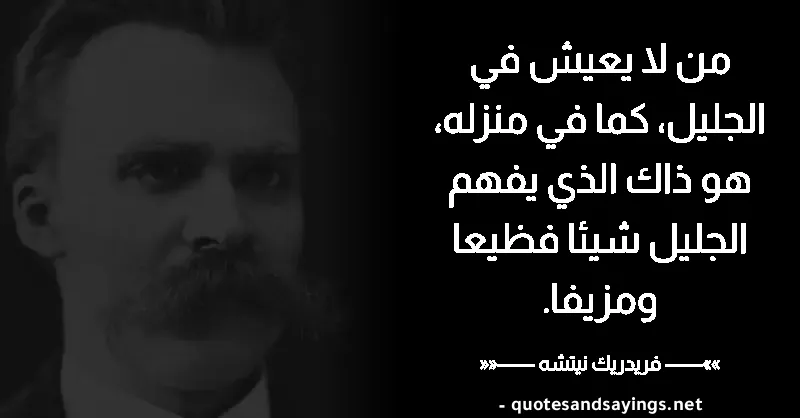 من لا يعيش في
الجليل، كما في منزله،
هو ذاك الذي يفهم
الجليل شيئا فظيعا
ومزيفا.
»»—— فريدريك نيتشه ——««
- quotesandsayings.net